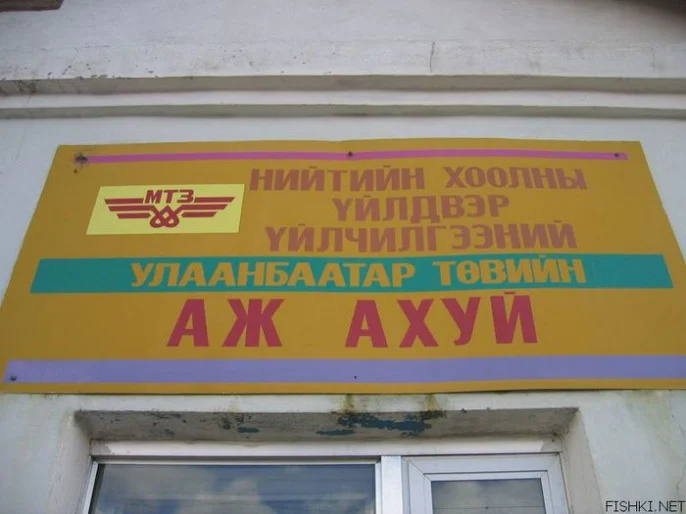 МТЗ
НИЙТИЙН ХООЛНЫ
ҮЙЛДВЭР
ҮЙЛЧИЛГЭЭНИЙ
УЛААНБААТАР ТӨВИЙН
АЖ АХУЙ
FISHKI.NET